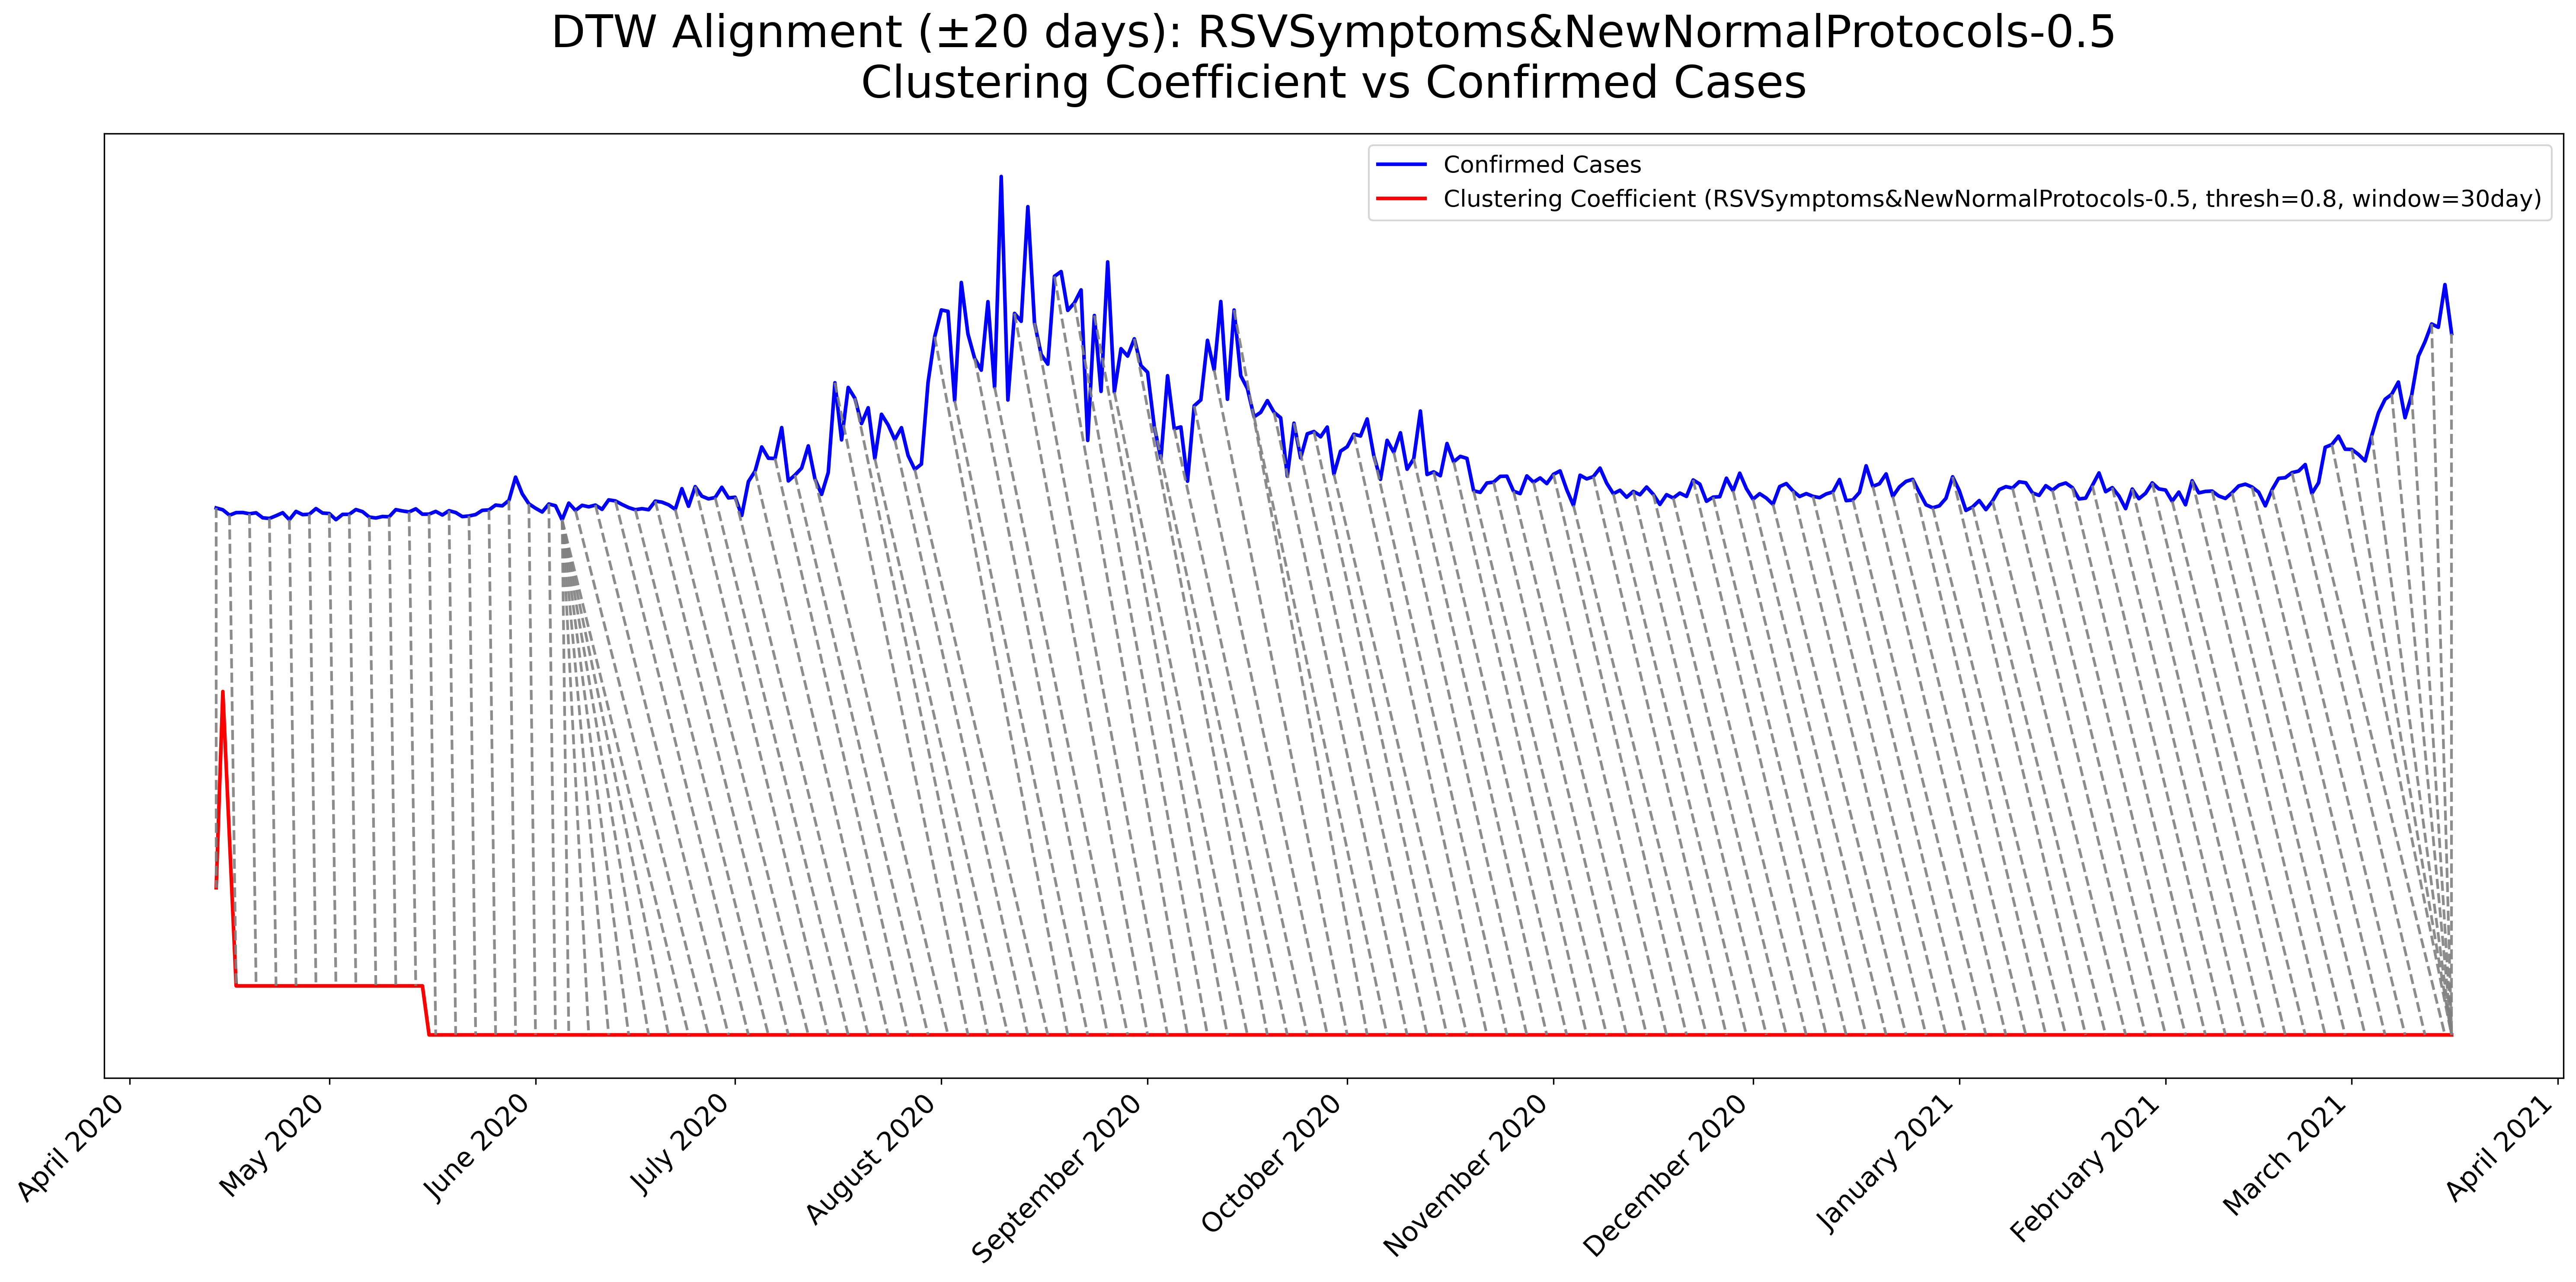 DTW Alignment (±20 days): RSVSymptoms&NewNormalProtocols-0.5
Clustering Coefficient vs Confirmed Cases
Confirmed Cases
Clustering Coefficient (RSVSymptoms&NewNormalProtocols-0.5, thresh=0.8, window=30day)
April 2020
May 2020
June 2020
July 2020
August 2020
September 2020
October 2020
November 2020
December 2020
January 2021
February 2021
March 2021
April 2021